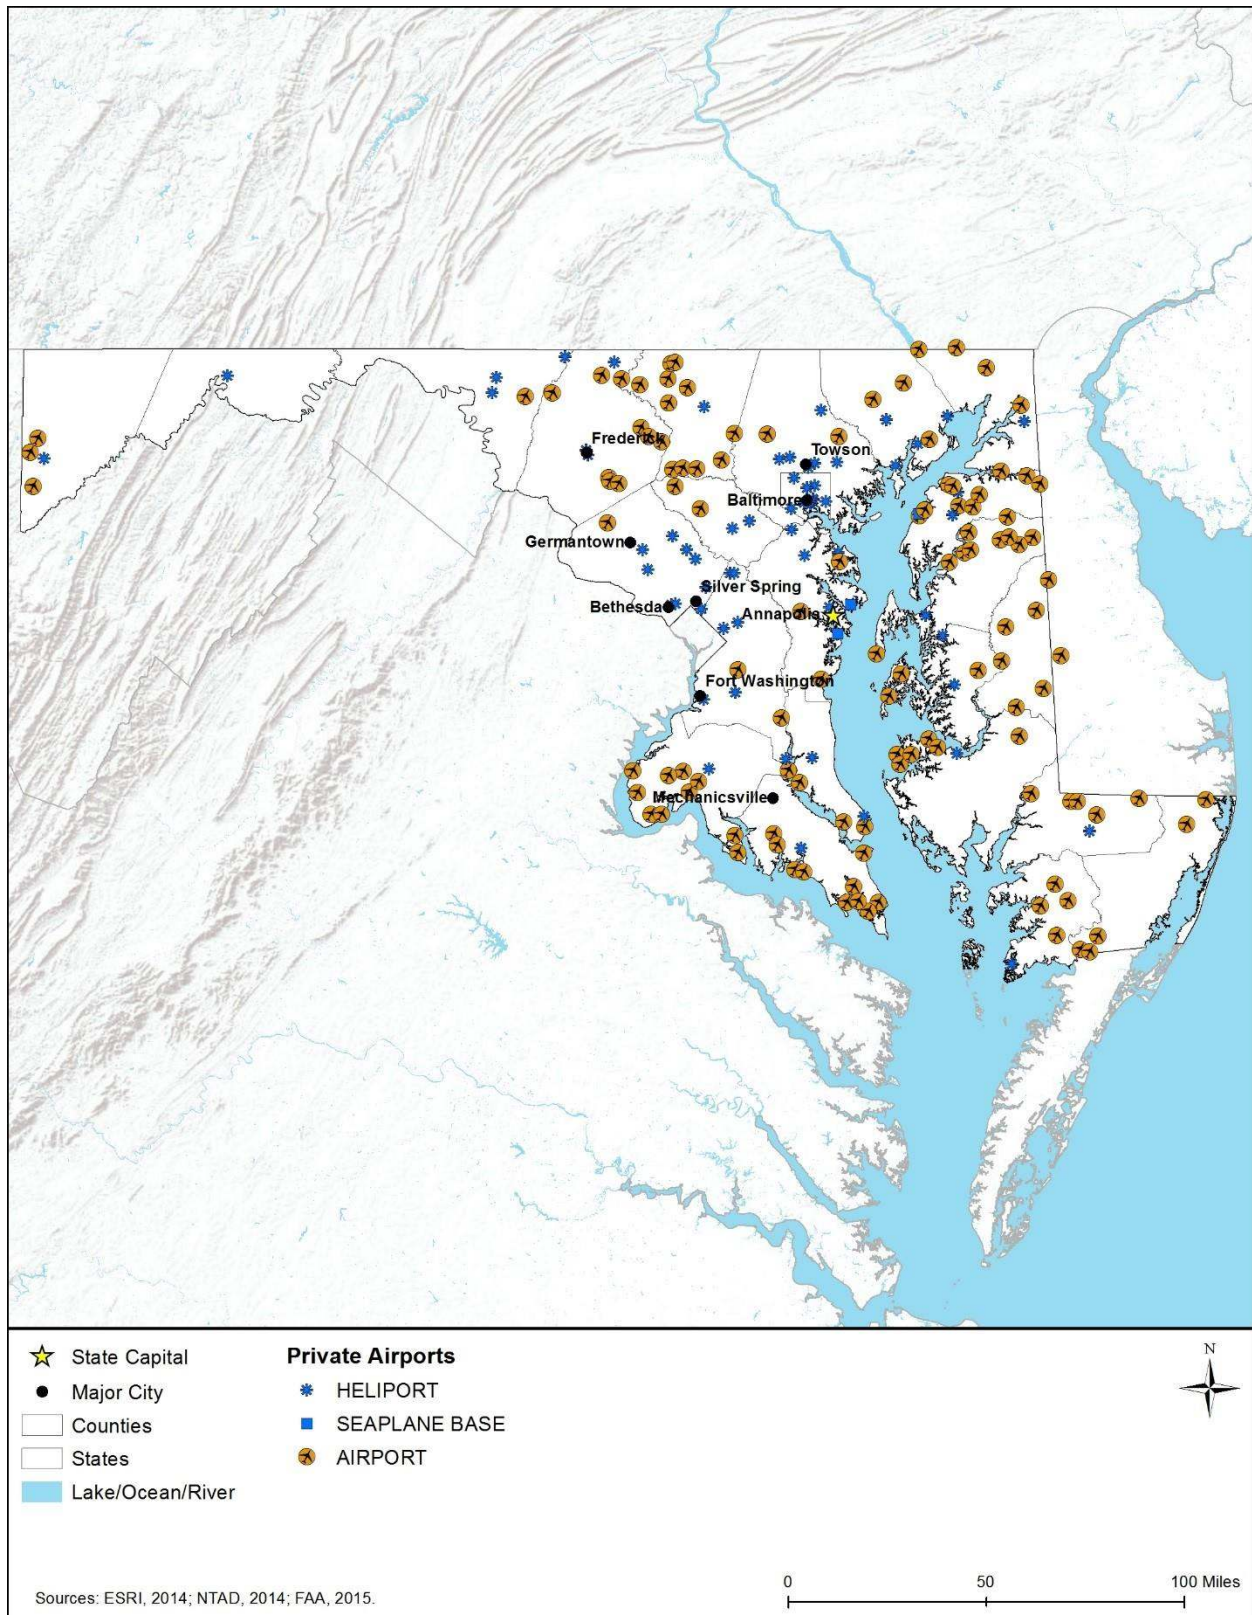 Frederick
Towson
Baltimore
Germantown
Silver Spring
Bethesda
Annapolis
Fort Washington
Mechanicsville
State Capital
Major City
Counties
States
Lake/Ocean/River
Private Airports
HELIPORT
SEAPLANE BASE
AIRPORT
N
Sources: ESRI, 2014; NTAD, 2014; FAA, 2015.
0 50 100 Miles